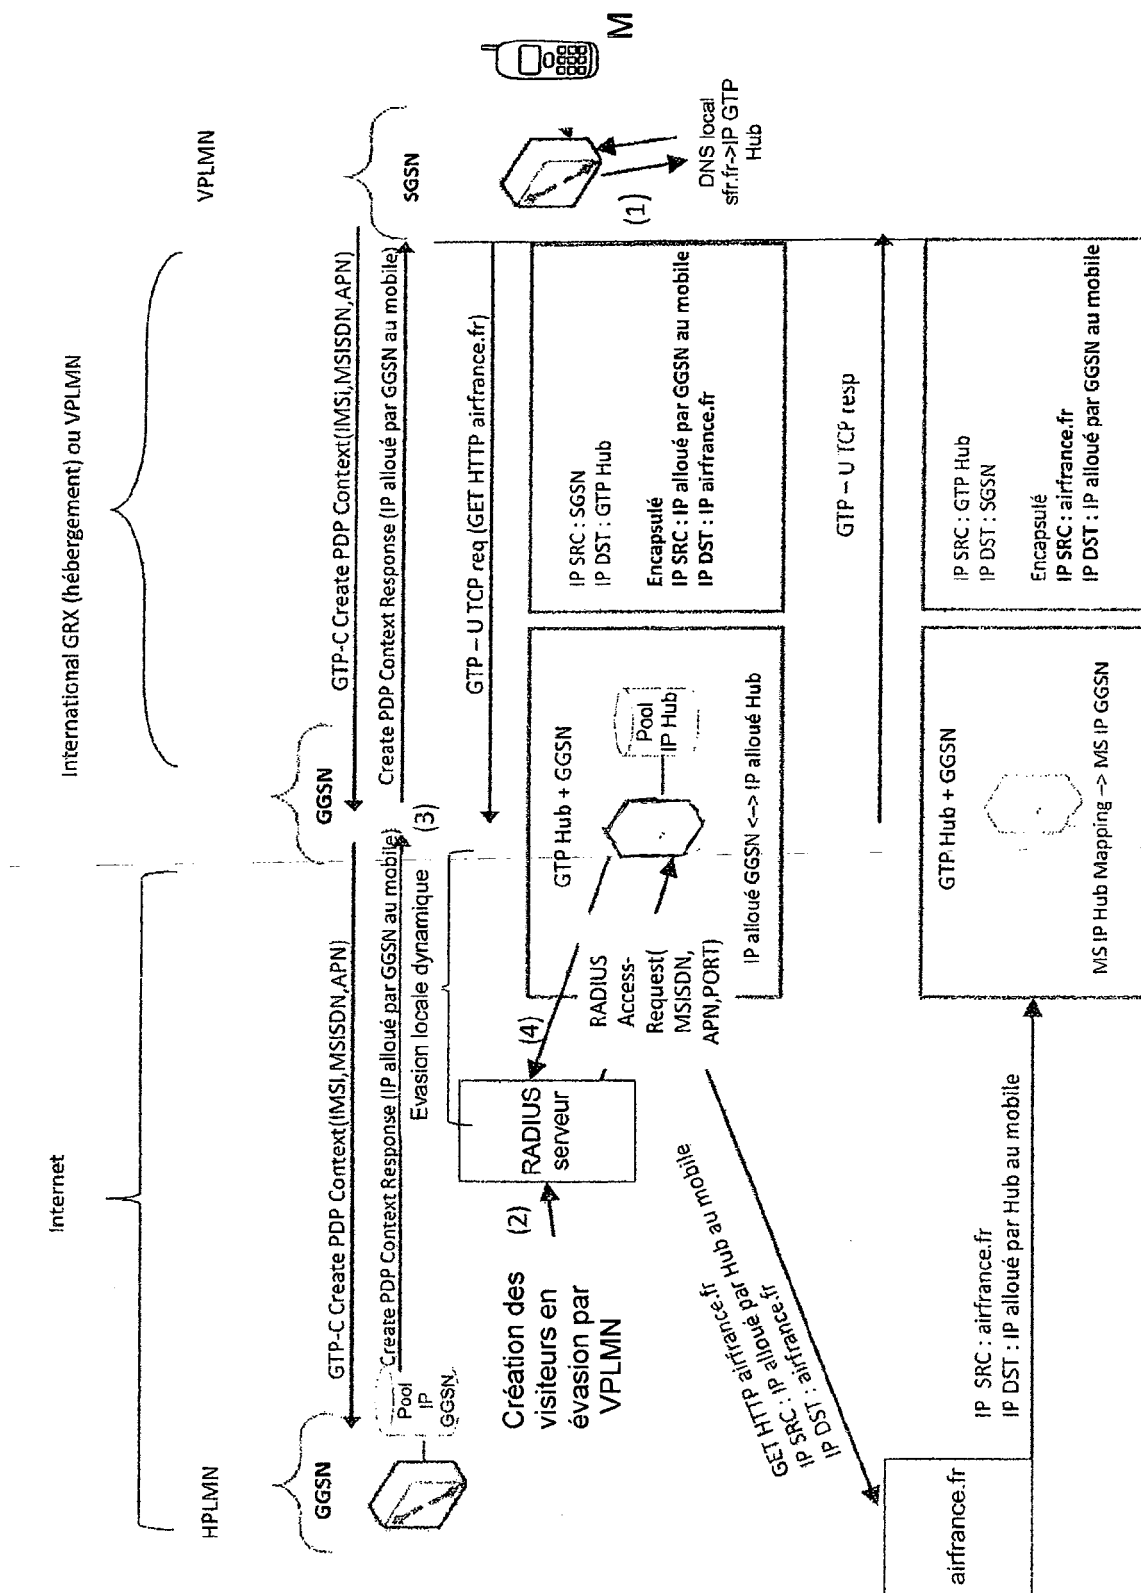 Internet
International GRX (hébergement) ou VPLMN
HPLMN
VPLMN
GGSN
GGSN
SGSN
GTP-C Create PDP Context(IMSI,MSISDN,APN)
GTP-C Create PDP Context(IMSi,MSISDN,APN)
Create PDP Context Response (IP alloué par GGSN au mobile)
Create PDP Context Response (IP alloué par GGSN au mobile)
Pool
IP
GGSN
(3)
Evasion locale dynamique
GTP – U TCP req (GET HTTP airfrance.fr)
M
(1)
DNS local
sfr.fr->IP GTP
Hub
Création des
visiteurs en
évasion par
VPLMN
(2)
RADIUS
serveur
(4)
RADIUS
Access-
Request(
MSISDN,
APN,PORT)
GTP Hub + GGSN
Pool
IP Hub
IP alloué GGSN <--> IP alloué Hub
IP SRC : SGSN
IP DST : GTP Hub
Encapsulé
IP SRC : IP alloué par GGSN au mobile
IP DST : IP airfrance.fr
GET HTTP airfrance.fr
IP SRC : IP alloué par Hub au mobile
IP DST : airfrance.fr
GTP – U TCP resp
airfrance.fr
IP SRC : airfrance.fr
IP DST : IP alloué par Hub au mobile
GTP Hub + GGSN
MS IP Hub Mapping –> MS IP GGSN
IP SRC : GTP Hub
IP DST : SGSN
Encapsulé
IP SRC : airfrance.fr
IP DST : IP alloué par GGSN au mobile